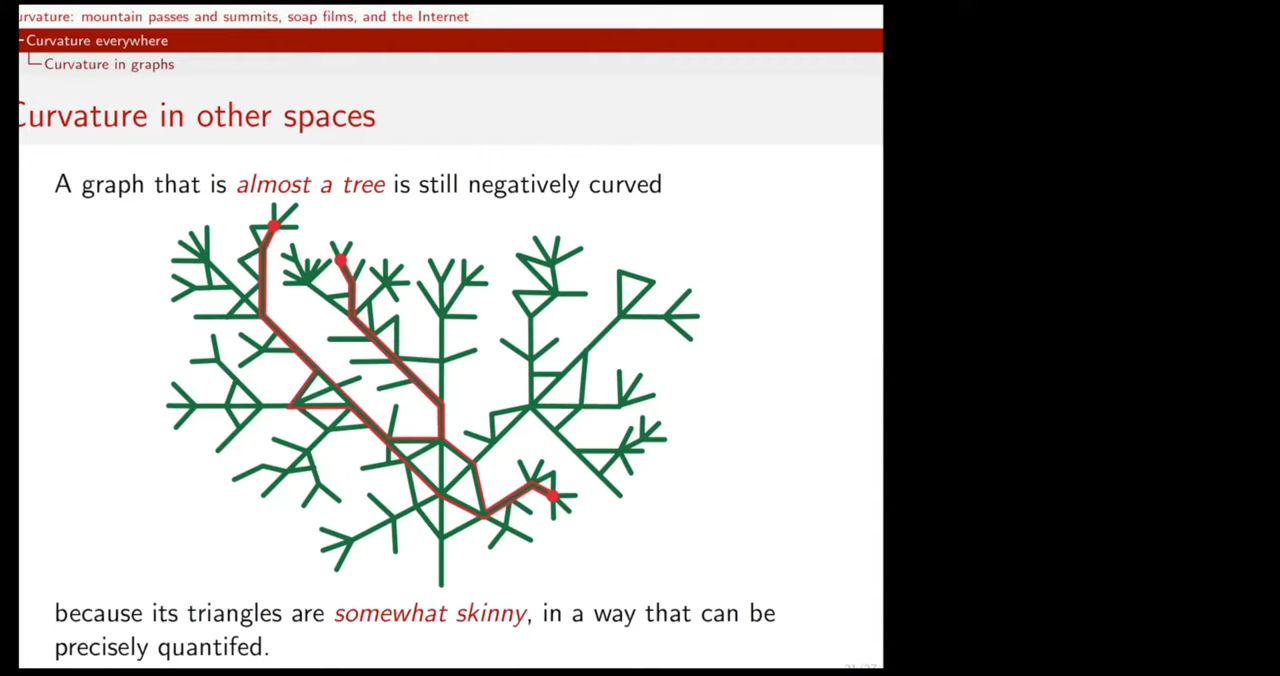 urvature: mountain passes and summits, soap films, and the Internet
Curvature everywhere
Curvature in graphs
Curvature in other spaces
A graph that is almost a tree is still negatively curved
because its triangles are somewhat skinny, in a way that can be
precisely quantifed.